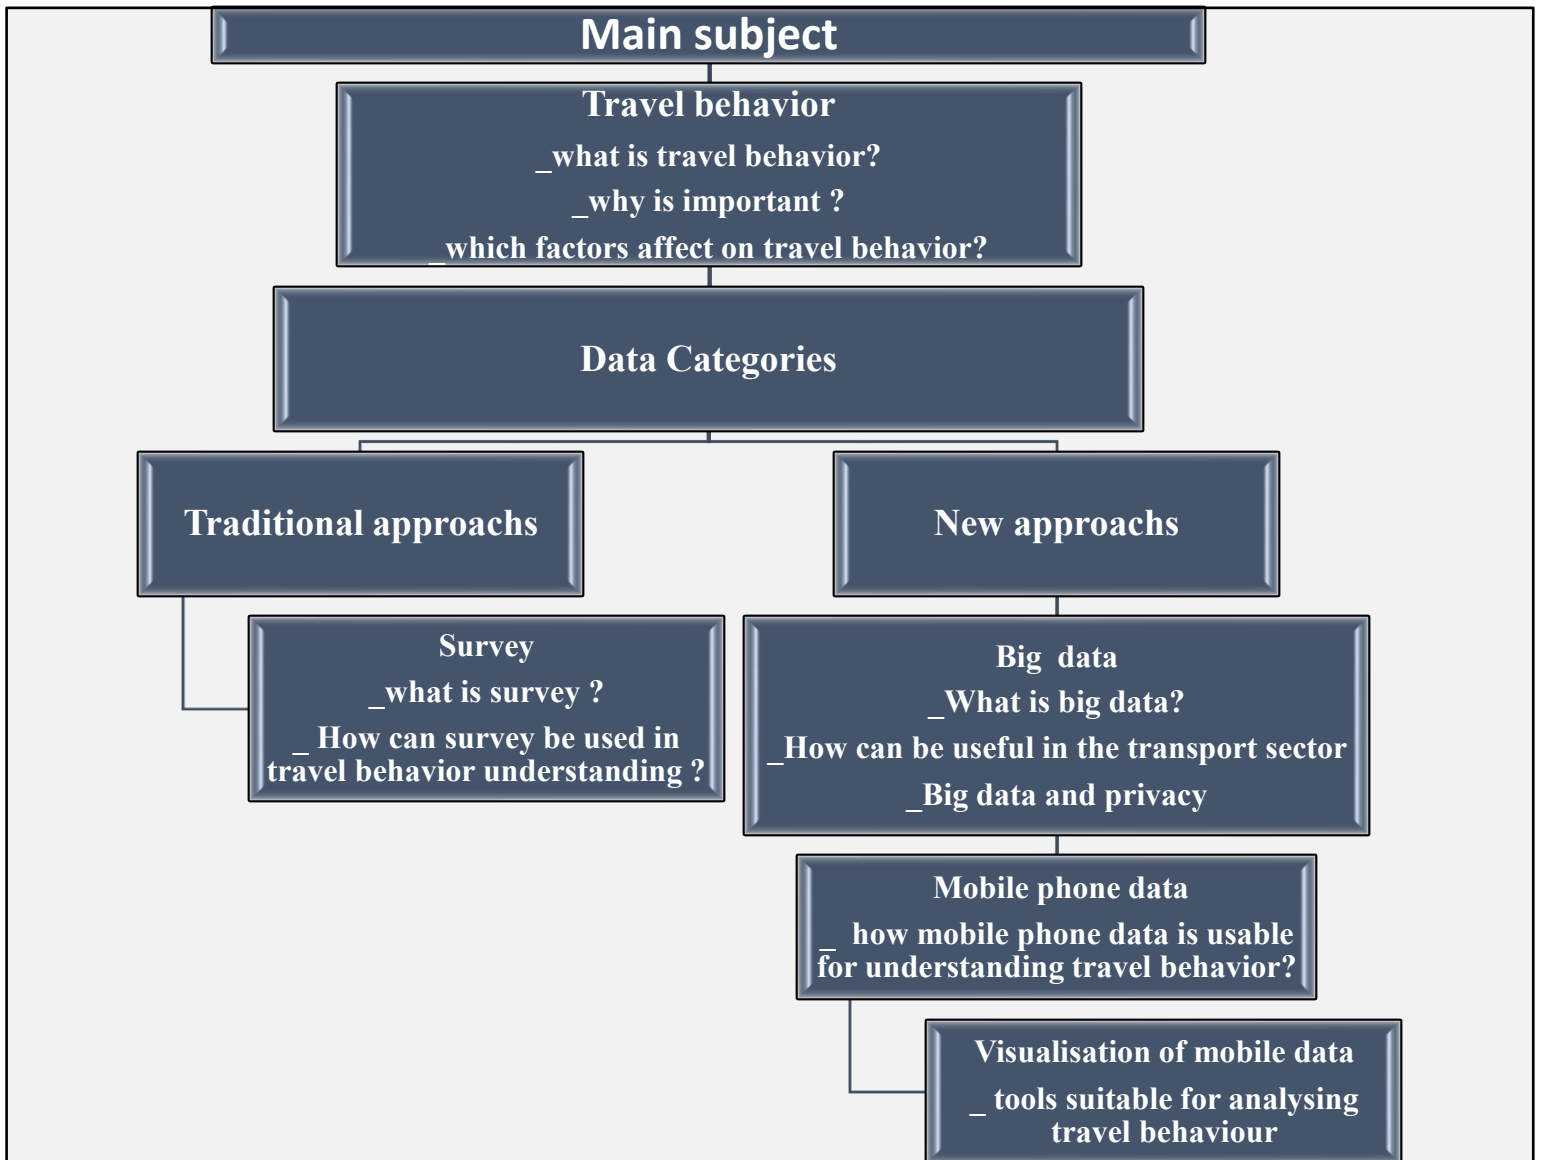 Main subject
Travel behavior
_what is travel behavior?
_why is important ?
_which factors affect on travel behavior?
Data Categories
Traditional approachs
New approachs
Survey
_what is survey ?
_ How can survey be used in
travel behavior understanding ?
Big  data
_What is big data?
_How can be useful in the transport sector
_Big data and privacy
Mobile phone data
_  how mobile phone data is usable
for understanding travel behavior?
Visualisation of mobile data
_ tools suitable for analysing
travel behaviour